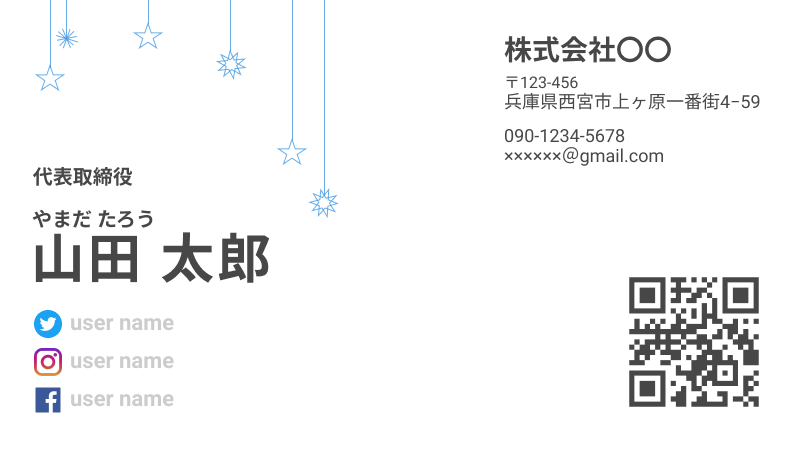 株式会社〇〇
〒123-456
兵庫県西宮市上ヶ原一番街4−59
090-1234-5678
××××××@gmail.com
代表取締役
やまだ たろう
山田 太郎
user name
user name
user name